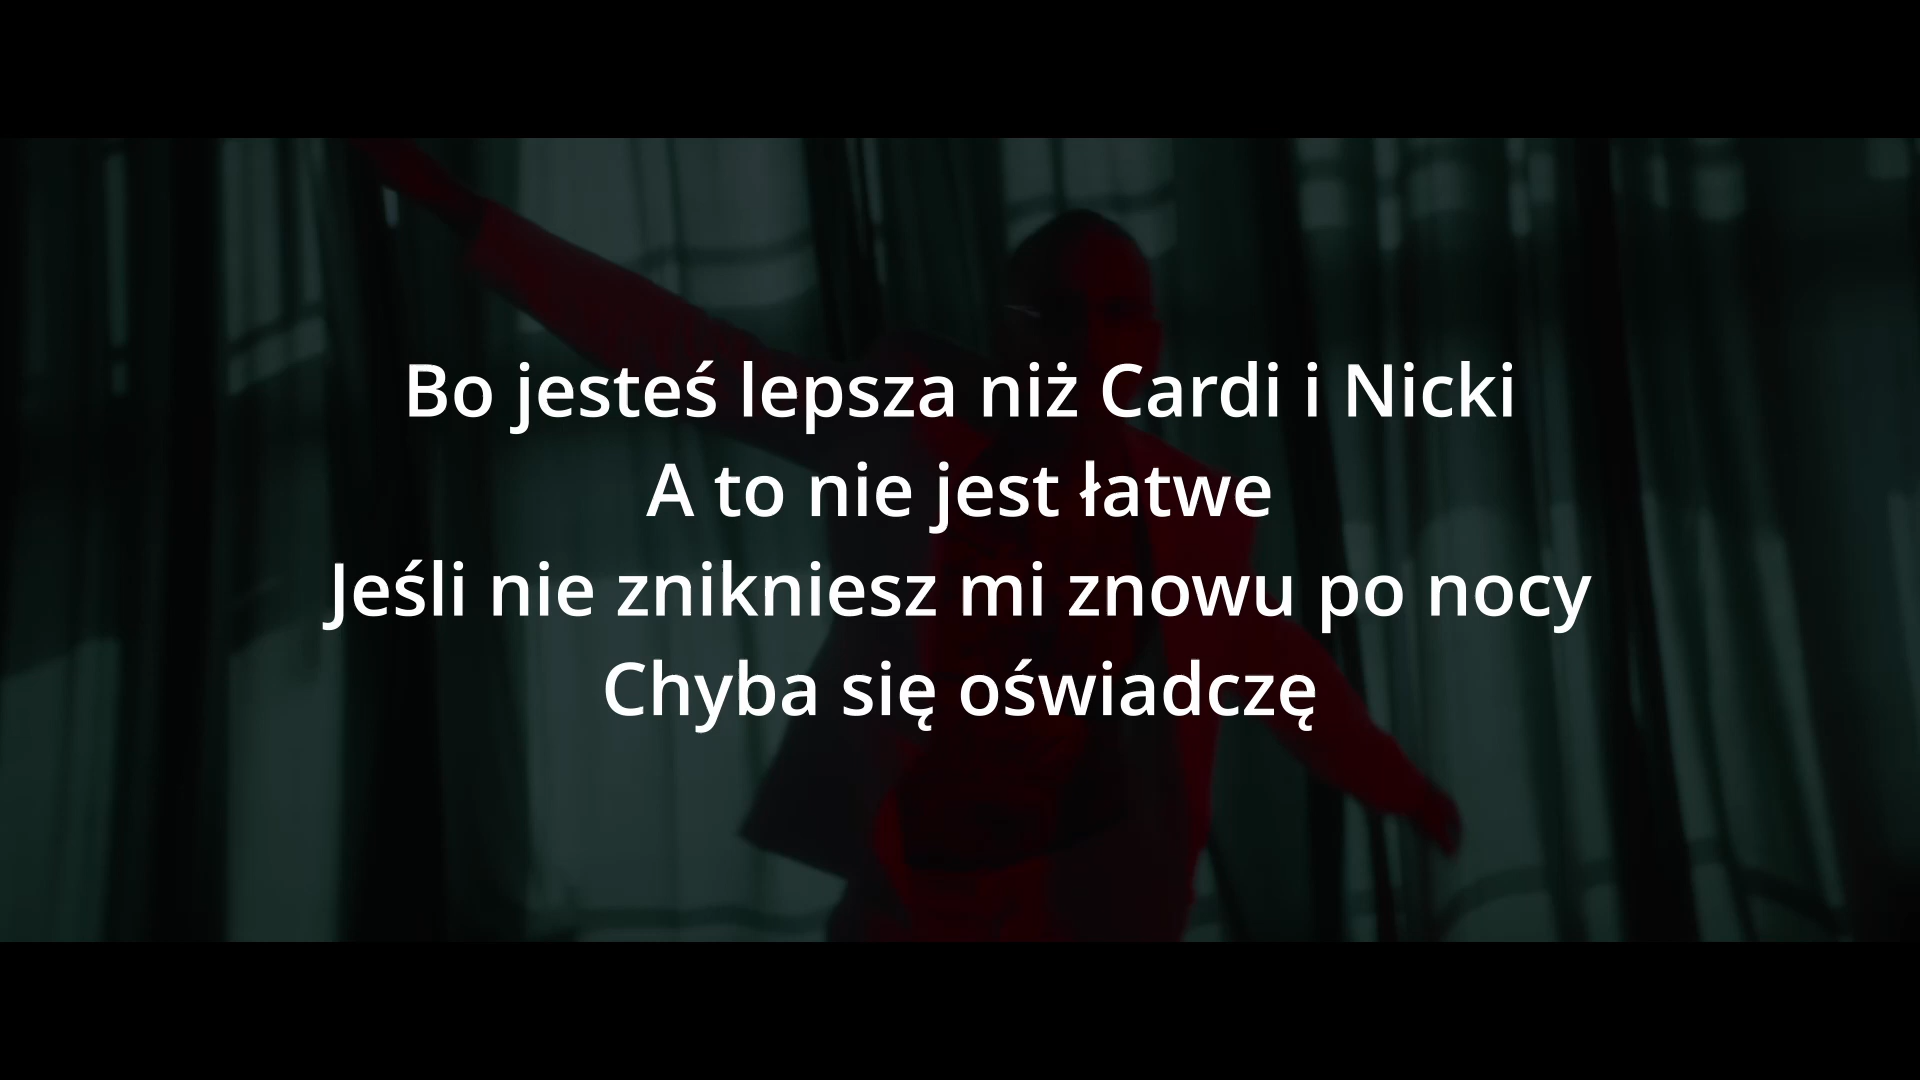 Bo jesteś lepsza niż Cardi i Nicki
A to nie jest łatwe
Jeśli nie znikniesz mi znowu po nocy
Chyba się oświadczę